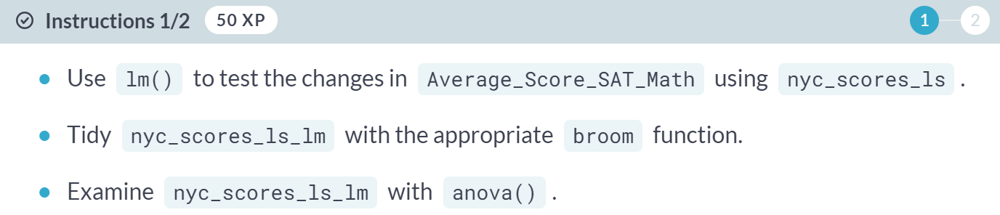 Instructions 1/2 50 XP 1 2
Use lm() to test the changes in Average_Score_SAT_Math using nyc_scores_ls .
Tidy nyc_scores_ls_lm with the appropriate broom function.
Examine nyc_scores_ls_lm with anova() .